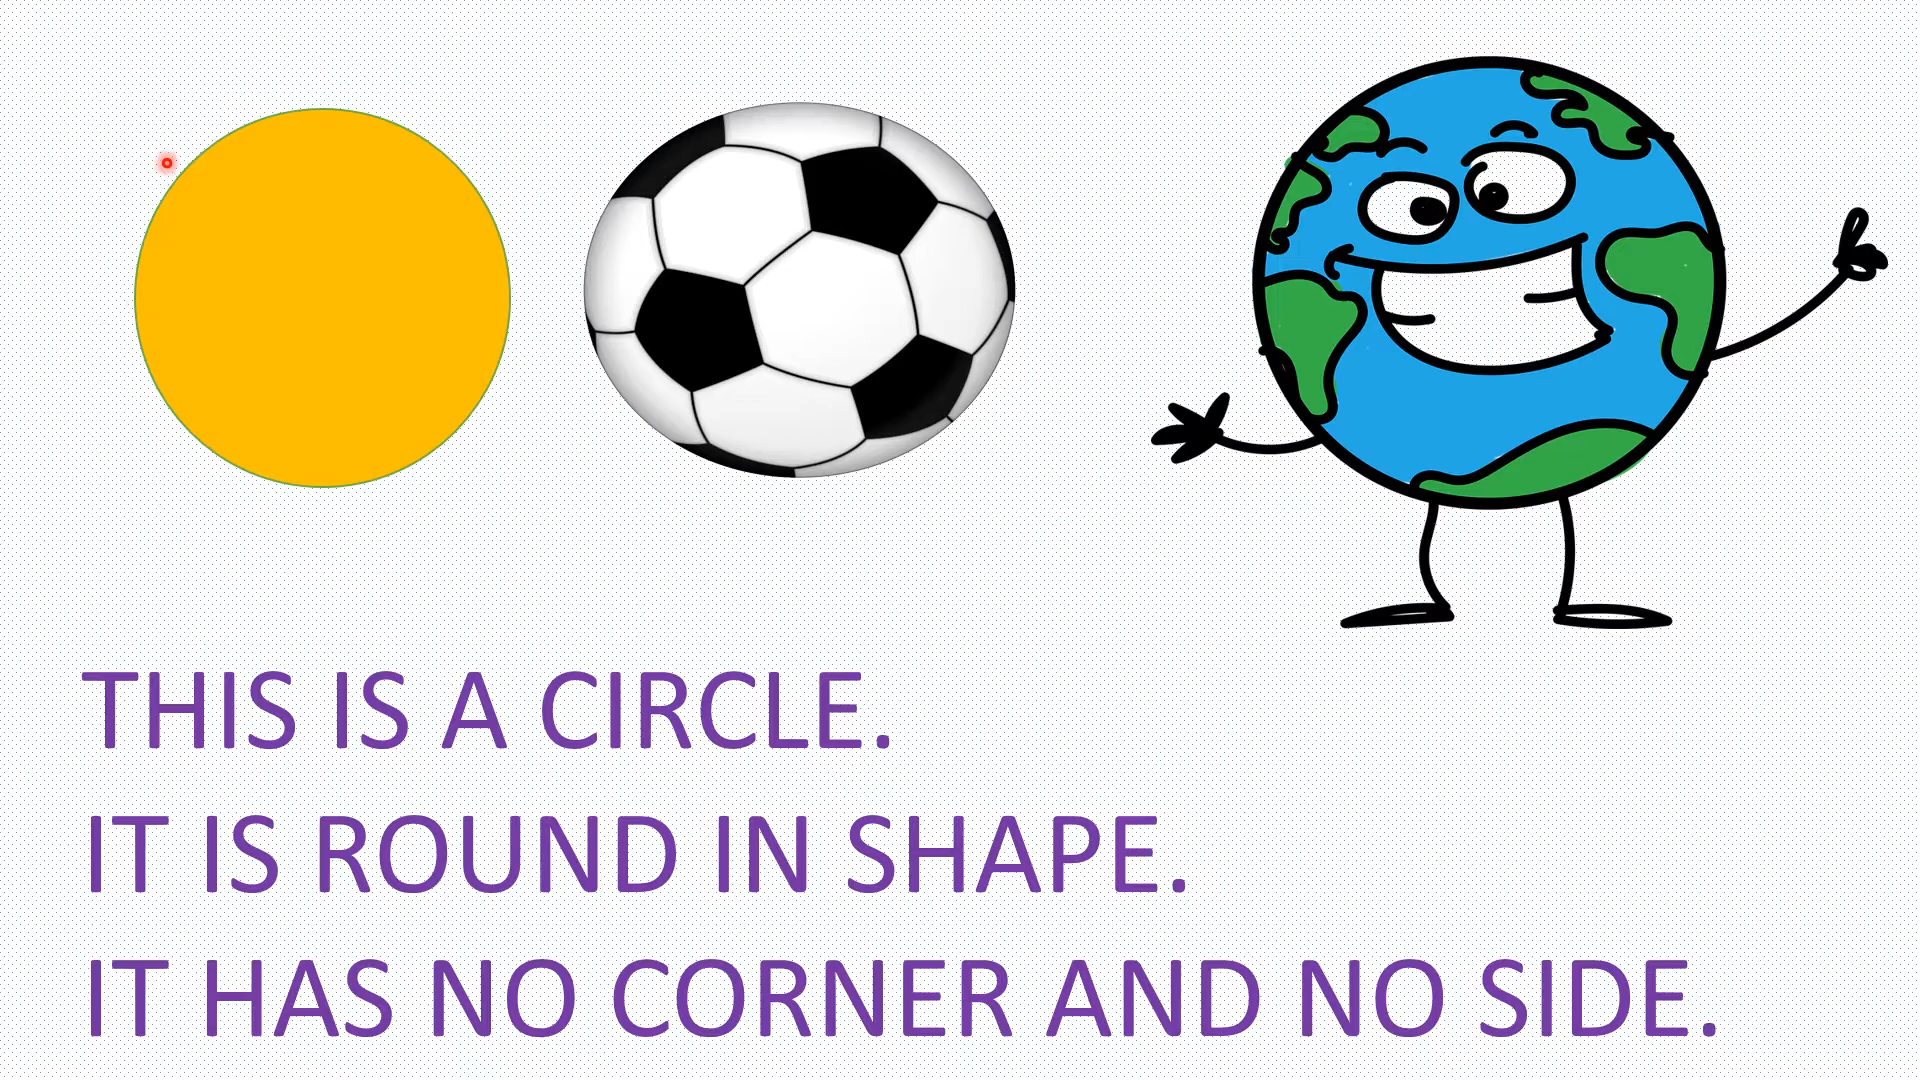 THIS IS A CIRCLE.
IT IS ROUND IN SHAPE.
IT HAS NO CORNER AND NO SIDE.